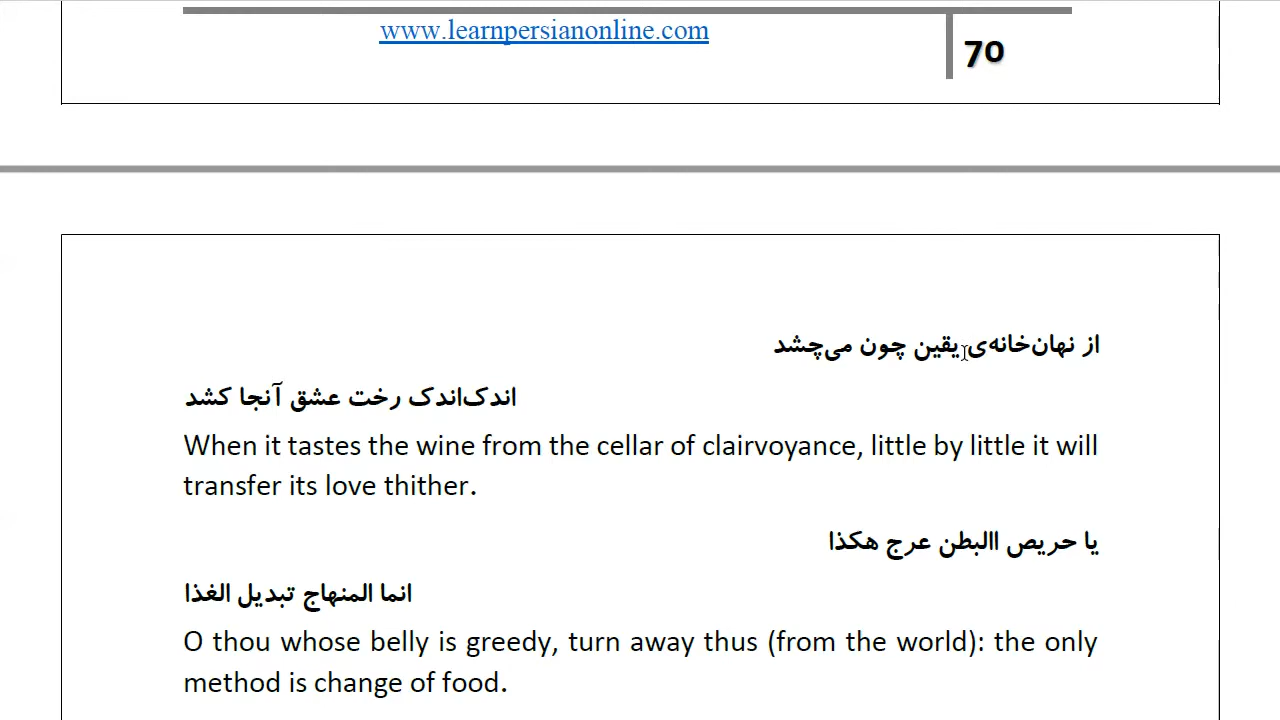 www.learnpersianonline.com
70
از نهان‌خانه‌ی یقین چون می‌چشد
اندک‌اندک رخت عشق آنجا کشد
When it tastes the wine from the cellar of clairvoyance, little by little it will
transfer its love thither.
یا حریص االبطن عرج هکذا
انما المنهاج تبدیل الغذا
O thou whose belly is greedy, turn away thus (from the world): the only
method is change of food.